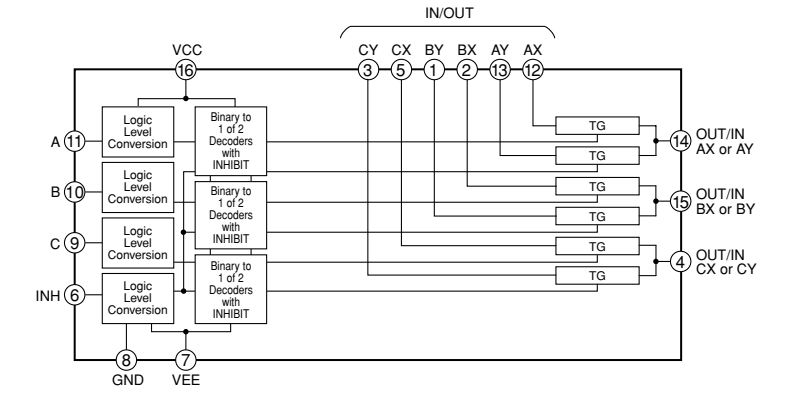 IN/OUT
VCC CY CX BY BX AY AX
16 3 5 1 2 13 12
Logic
Level
Conversion
Binary to
1 of 2
Decoders
with
INHIBIT
TG
A 11
14 OUT/IN
AX or AY
TG
Logic
Level
Conversion
Binary to
1 of 2
Decoders
with
INHIBIT
TG
B 10
15 OUT/IN
BX or BY
TG
Logic
Level
Conversion
TG
C 9
4 OUT/IN
CX or CY
Binary to
1 of 2
Decoders
with
INHIBIT
TG
Logic
Level
Conversion
INH 6
8 7
GND VEE